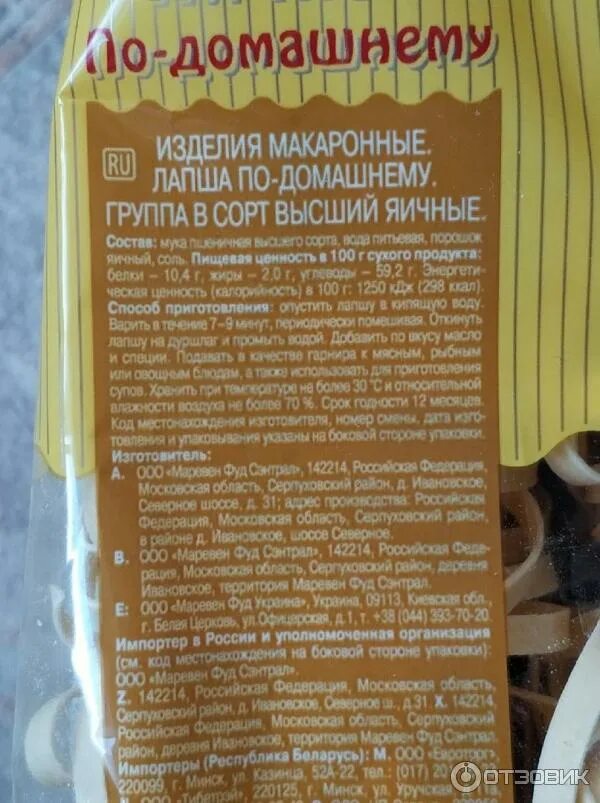 По-домашнему
RU
ИЗДЕЛИЯ МАКАРОННЫЕ.
ЛАПША ПО-ДОМАШНЕМУ.
ГРУППА В СОРТ ВЫСШИЙ ЯИЧНЫЕ.
Состав: мука пшеничная высшего сорта, вода питьевая, порошок
яичный, соль. Пищевая ценность в 100 г сухого продукта:
белки – 10,4 г, жиры – 2,0 г, углеводы – 59,2 г. Энергети-
ческая ценность (калорийность) в 100 г: 1250 кДж (298 ккал).
Способ приготовления: опустить лапшу в кипящую воду.
Варить в течение 7–9 минут, периодически помешивая. Откинуть
лапшу на дуршлаг и промыть водой. Добавить по вкусу масло
и специи. Подавать в качестве гарнира к мясным, рыбным
или овощным блюдам, а также использовать для приготовления
супов. Хранить при температуре не более 30 °С и относительной
влажности воздуха не более 70 %. Срок годности 12 месяцев.
Код местонахождения изготовителя, номер смены, дата изго-
товления и упаковывания указаны на боковой стороне упаковки.
Изготовитель:
А. ООО «Маревен Фуд Сэнтрал», 142214, Российская Федерация,
Московская область, Серпуховский район, д. Ивановское,
Северное шоссе, д. 31; адрес производства: Российская
Федерация, Московская область, Серпуховский район,
в районе д. Ивановское, шоссе Северное.
В. ООО «Маревен Фуд Сэнтрал», 142214, Российская Феде-
рация, Московская область, Серпуховский район, деревня
Ивановское, территория Маревен Фуд Сэнтрал.
Е: ООО «Маревен Фуд Украина», Украина, 09113, Киевская обл.,
г. Белая Церковь, ул. Офицерская, д.1, т. +38 (044) 393-70-20.
Импортер в России и уполномоченная организация
(см. код местонахождения на боковой стороне упаковки):
ООО «Маревен Фуд Сэнтрал».
Z. 142214, Российская Федерация, Московская область,
Серпуховский район, д. Ивановское, Северное ш., д.31. X. 142214,
Российская Федерация, Московская область, Серпуховский
район, деревня Ивановское, территория Маревен Фуд Сэнтрал.
Импортеры (Республика Беларусь): М. ООО «Евроторг»
220099, г. Минск, ул. Казинца, 52А-22, тел.: (017)
N. ООО «Тибетрэй», 220125, г. Минск, ул. Уручская
ОТЗОВИК